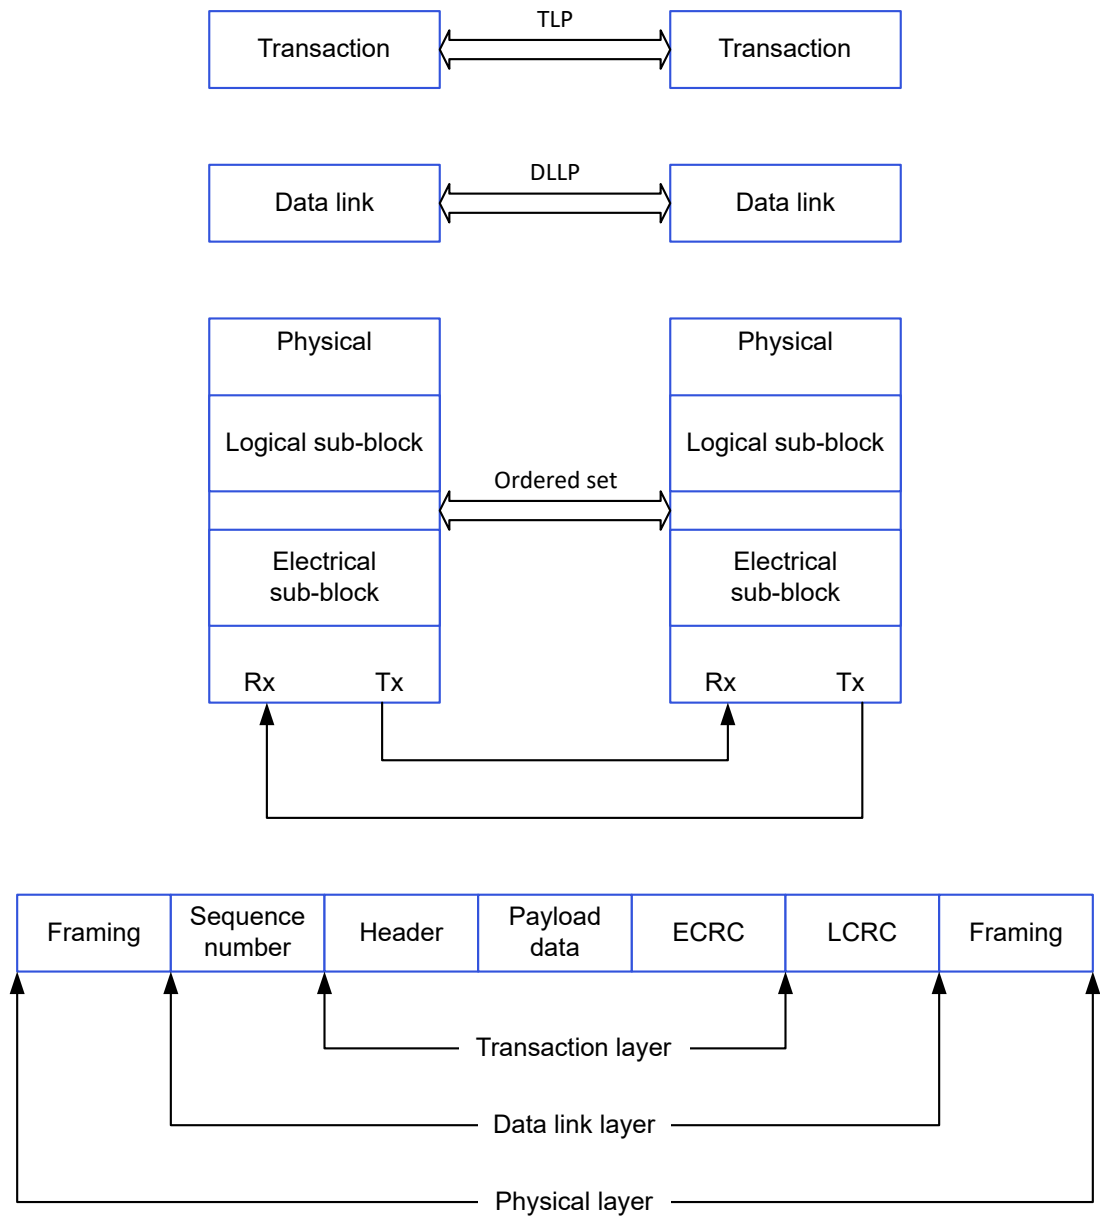 TLP
Transaction
Transaction
DLLP
Data link
Data link
Physical
Physical
Logical sub-block
Logical sub-block
Ordered set
Electrical
sub-block
Electrical
sub-block
Rx
Tx
Rx
Tx
Framing
Sequence
number
Header
Payload
data
ECRC
LCRC
Framing
Transaction layer
Data link layer
Physical layer